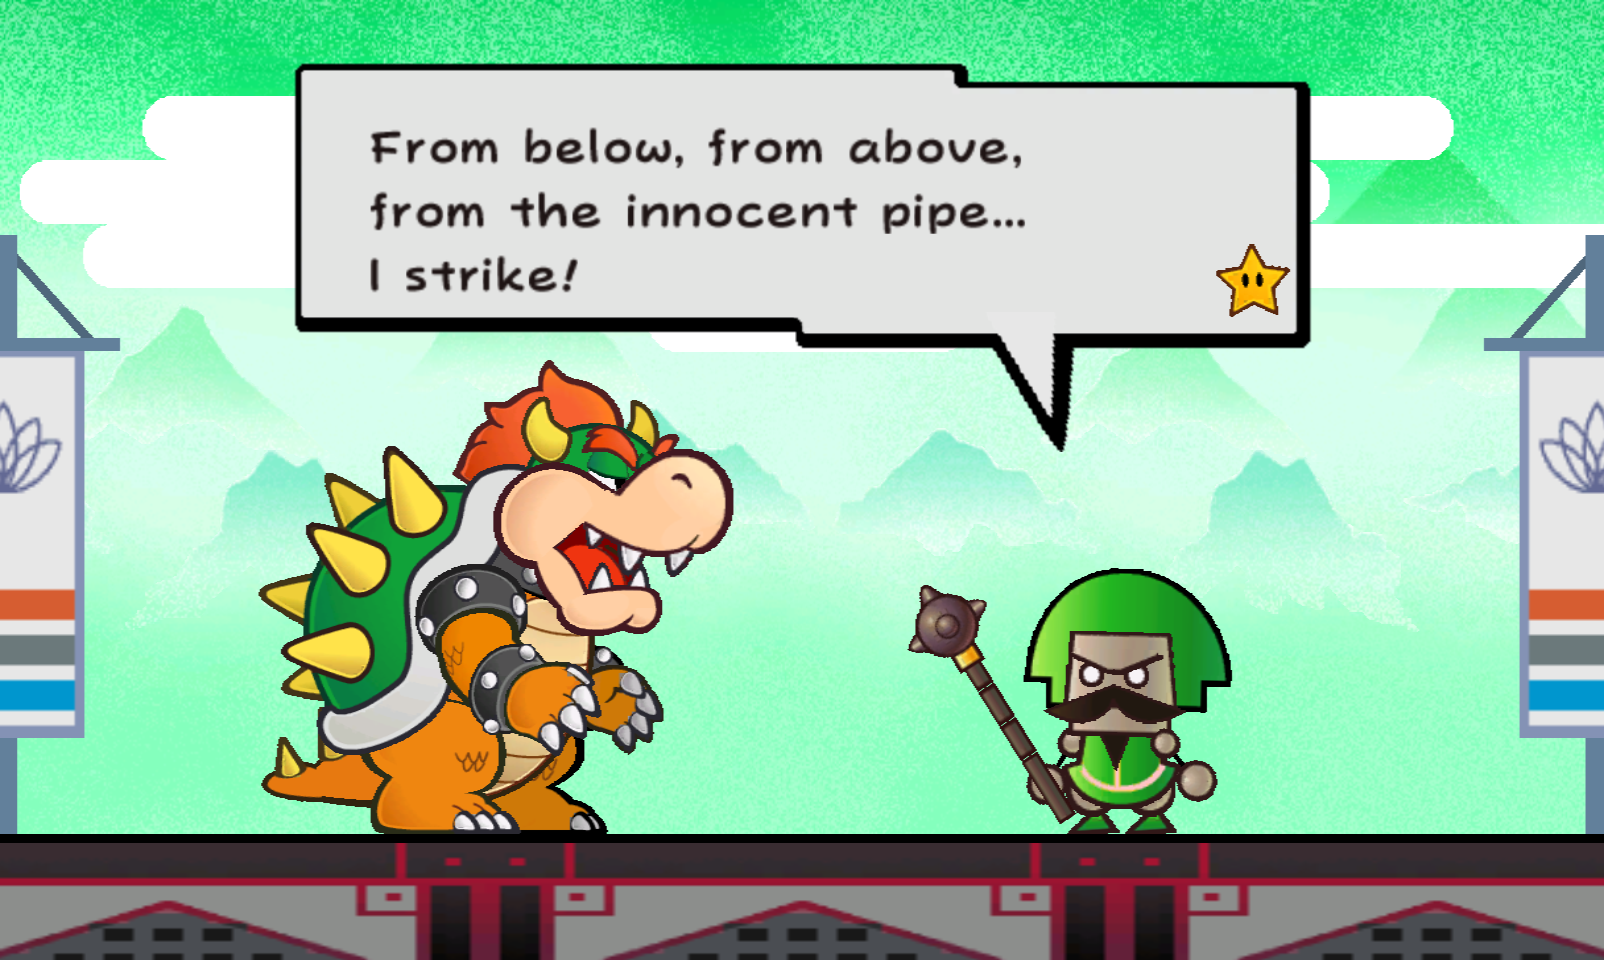 From below, from above,
from the innocent pipe...
I strike!